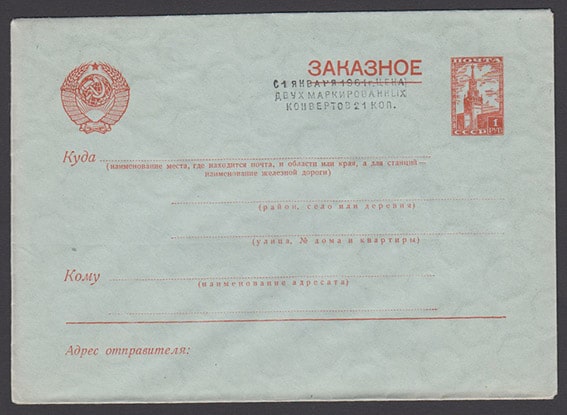 ЗАКАЗНОЕ
С 1 ЯНВАРЯ 1961 г. ЦЕНА
ДВУХ МАРКИРОВАННЫХ
КОНВЕРТОВ 21 КОП.
ПОЧТА
СССР
1
РУБ
Куда
(наименование места, где находится почта, и области или края, а для станций—
наименование железной дороги)
(район, село или деревня)
(улица, № дома и квартиры)
Кому
(наименование адресата)
Адрес отправителя: